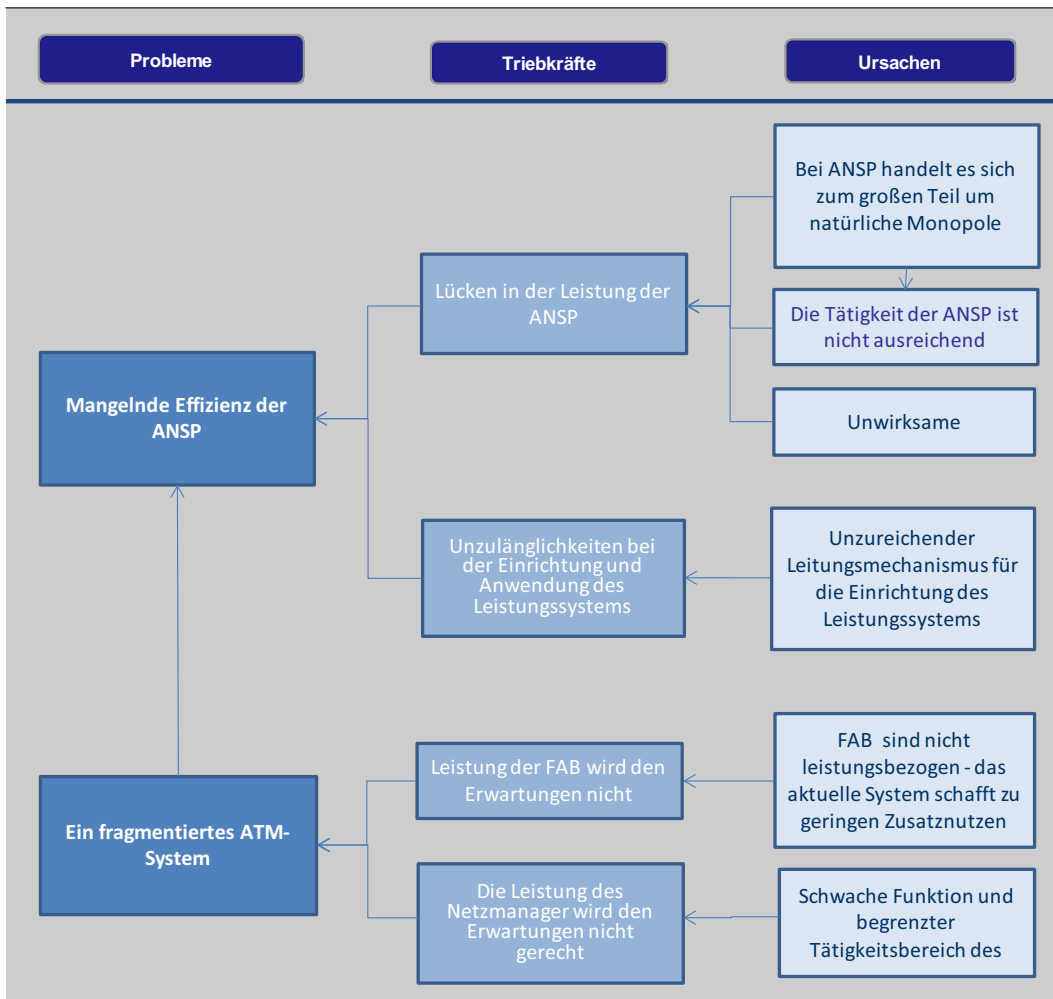 Probleme
Triebkräfte
Ursachen
Bei ANSP handelt es sich
zum großen Teil um
natürliche Monopole
Lücken in der Leistung der
ANSP
Die Tätigkeit der ANSP ist
nicht ausreichend
Mangelnde Effizienz der
ANSP
Unwirksame
Unzulänglichkeiten bei
der Einrichtung und
Anwendung des
Leistungssystems
Unzureichender
Leitungsmechanismus für
die Einrichtung des
Leistungssystems
Leistung der FAB wird den
Erwartungen nicht
FAB sind nicht
leistungsbezogen - das
aktuelle System schafft zu
geringen Zusatznutzen
Ein fragmentiertes ATM-
System
Die Leistung des
Netzmanager wird den
Erwartungen nicht
gerecht
Schwache Funktion und
begrenzter
Tätigkeitsbereich des